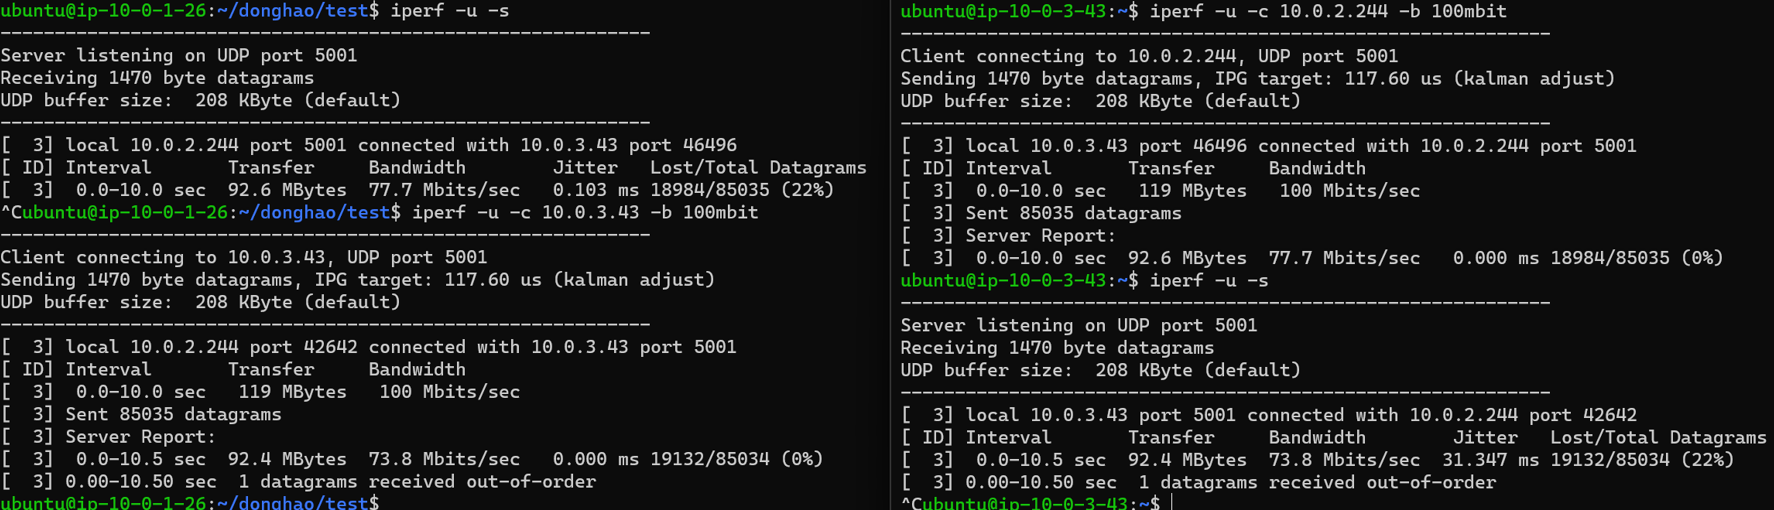 ubuntu@ip-10-0-1-26:~/donghao/test$ iperf -u -s
------------------------------------------------------------
Server listening on UDP port 5001
Receiving 1470 byte datagrams
UDP buffer size:  208 KByte (default)
------------------------------------------------------------
[  3] local 10.0.2.244 port 5001 connected with 10.0.3.43 port 46496
[ ID] Interval       Transfer     Bandwidth        Jitter   Lost/Total Datagrams
[  3]  0.0-10.0 sec  92.6 MBytes  77.7 Mbits/sec   0.103 ms 18984/85035 (22%)
^Cubuntu@ip-10-0-1-26:~/donghao/test$ iperf -u -c 10.0.3.43 -b 100mbit
------------------------------------------------------------
Client connecting to 10.0.3.43, UDP port 5001
Sending 1470 byte datagrams, IPG target: 117.60 us (kalman adjust)
UDP buffer size:  208 KByte (default)
------------------------------------------------------------
[  3] local 10.0.2.244 port 42642 connected with 10.0.3.43 port 5001
[ ID] Interval       Transfer     Bandwidth
[  3]  0.0-10.0 sec   119 MBytes   100 Mbits/sec
[  3] Sent 85035 datagrams
[  3] Server Report:
[  3]  0.0-10.5 sec  92.4 MBytes  73.8 Mbits/sec   0.000 ms 19132/85034 (0%)
[  3] 0.00-10.50 sec  1 datagrams received out-of-order
ubuntu@ip-10-0-1-26:~/donghao/test$
ubuntu@ip-10-0-3-43:~$ iperf -u -c 10.0.2.244 -b 100mbit
------------------------------------------------------------
Client connecting to 10.0.2.244, UDP port 5001
Sending 1470 byte datagrams, IPG target: 117.60 us (kalman adjust)
UDP buffer size:  208 KByte (default)
------------------------------------------------------------
[  3] local 10.0.3.43 port 46496 connected with 10.0.2.244 port 5001
[ ID] Interval       Transfer     Bandwidth
[  3]  0.0-10.0 sec   119 MBytes   100 Mbits/sec
[  3] Sent 85035 datagrams
[  3] Server Report:
[  3]  0.0-10.0 sec  92.6 MBytes  77.7 Mbits/sec   0.000 ms 18984/85035 (0%)
ubuntu@ip-10-0-3-43:~$ iperf -u -s
------------------------------------------------------------
Server listening on UDP port 5001
Receiving 1470 byte datagrams
UDP buffer size:  208 KByte (default)
------------------------------------------------------------
[  3] local 10.0.3.43 port 5001 connected with 10.0.2.244 port 42642
[ ID] Interval       Transfer     Bandwidth        Jitter   Lost/Total Datagrams
[  3]  0.0-10.5 sec  92.4 MBytes  73.8 Mbits/sec  31.347 ms 19132/85034 (22%)
[  3] 0.00-10.50 sec  1 datagrams received out-of-order
^Cubuntu@ip-10-0-3-43:~$